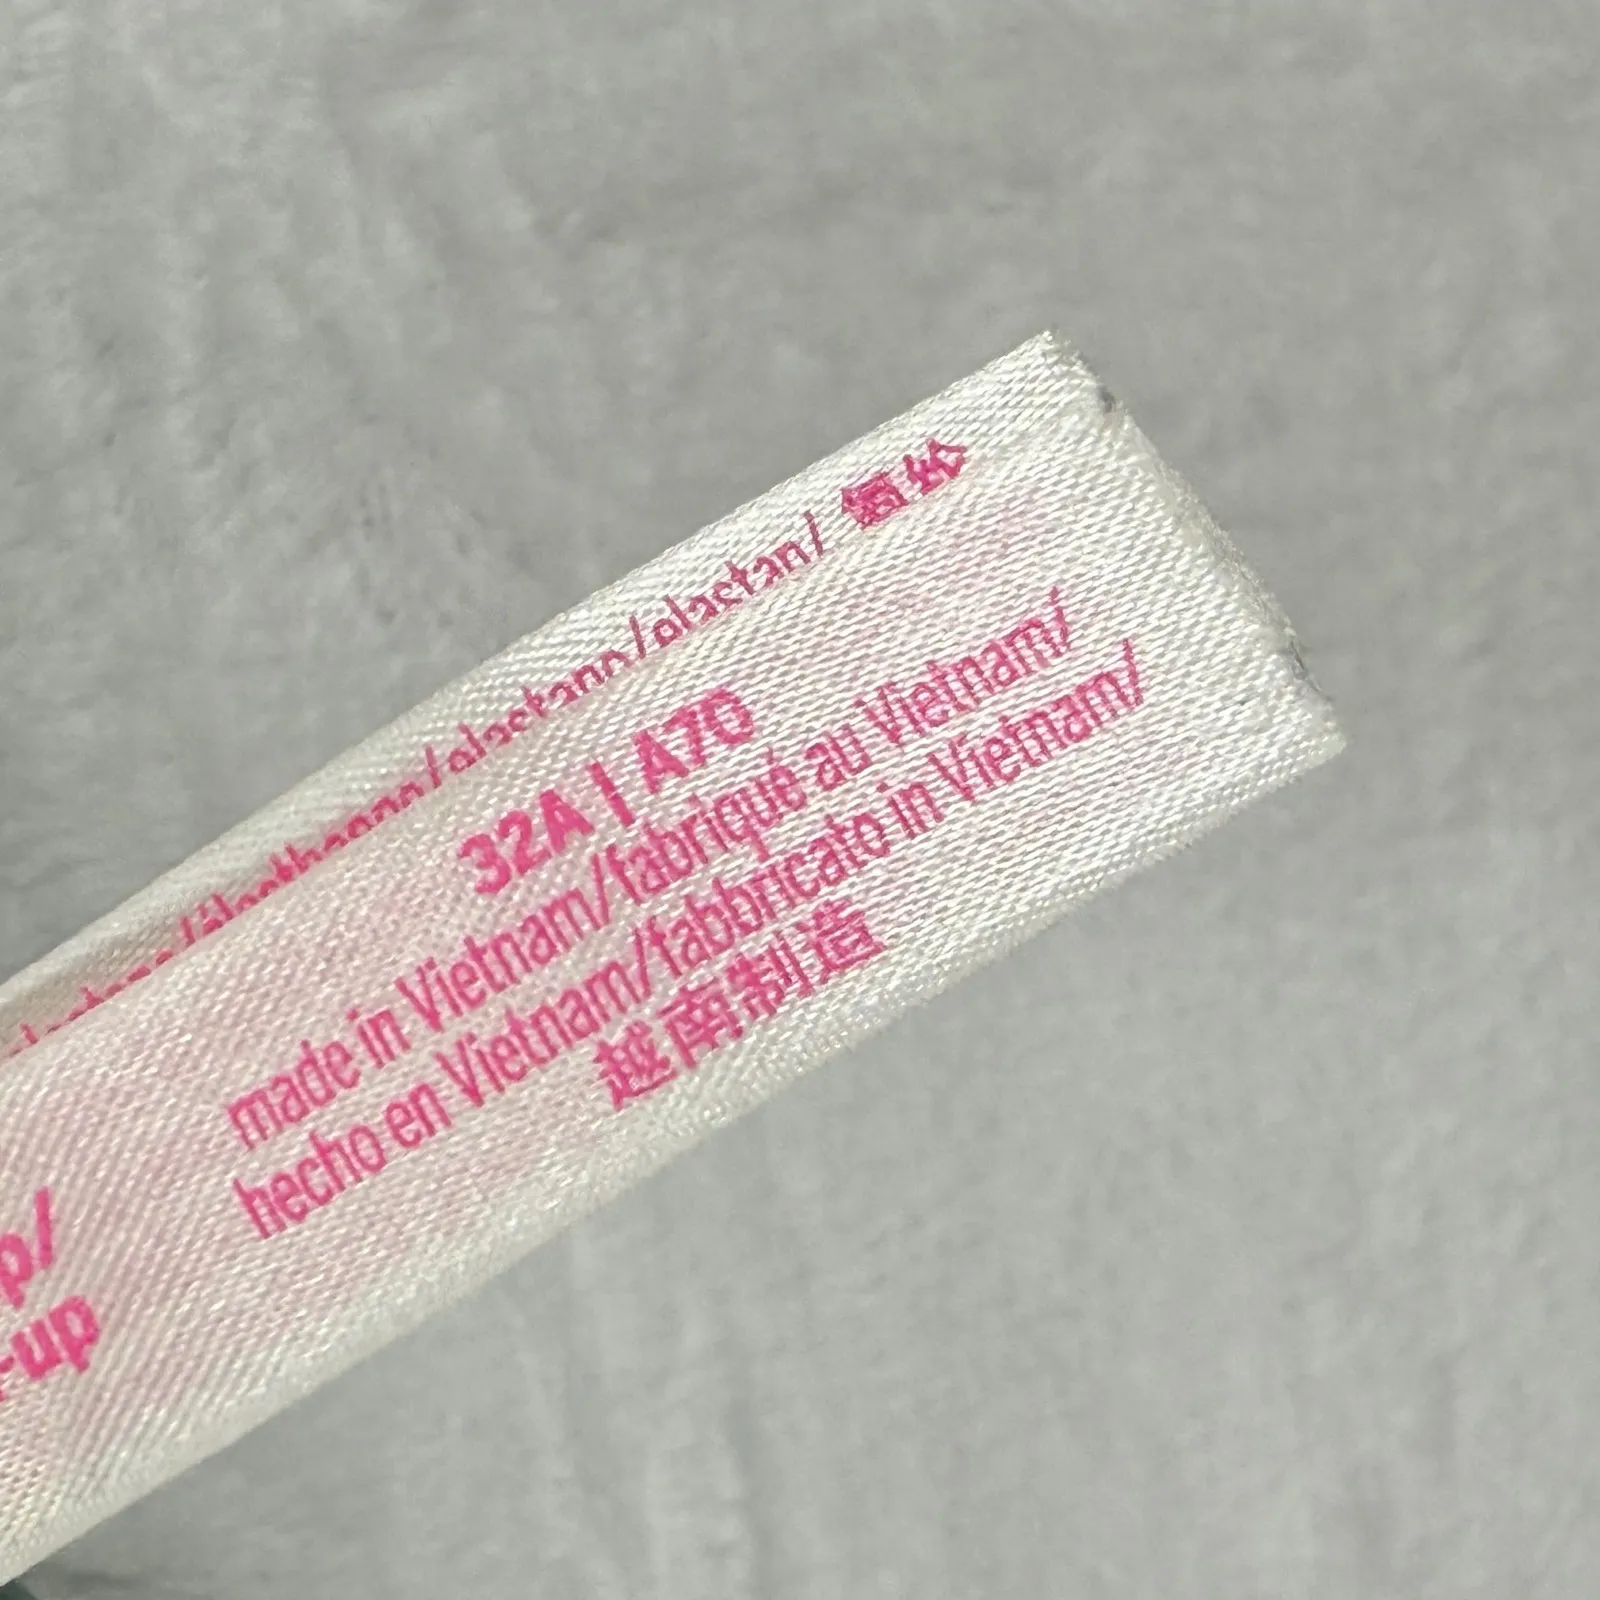 elastano/elastan/
32A | A70
made in Vietnam/fabriqué au Vietnam/
hecho en Vietnam/fabbricato in Vietnam/
越南制造
p/
-up